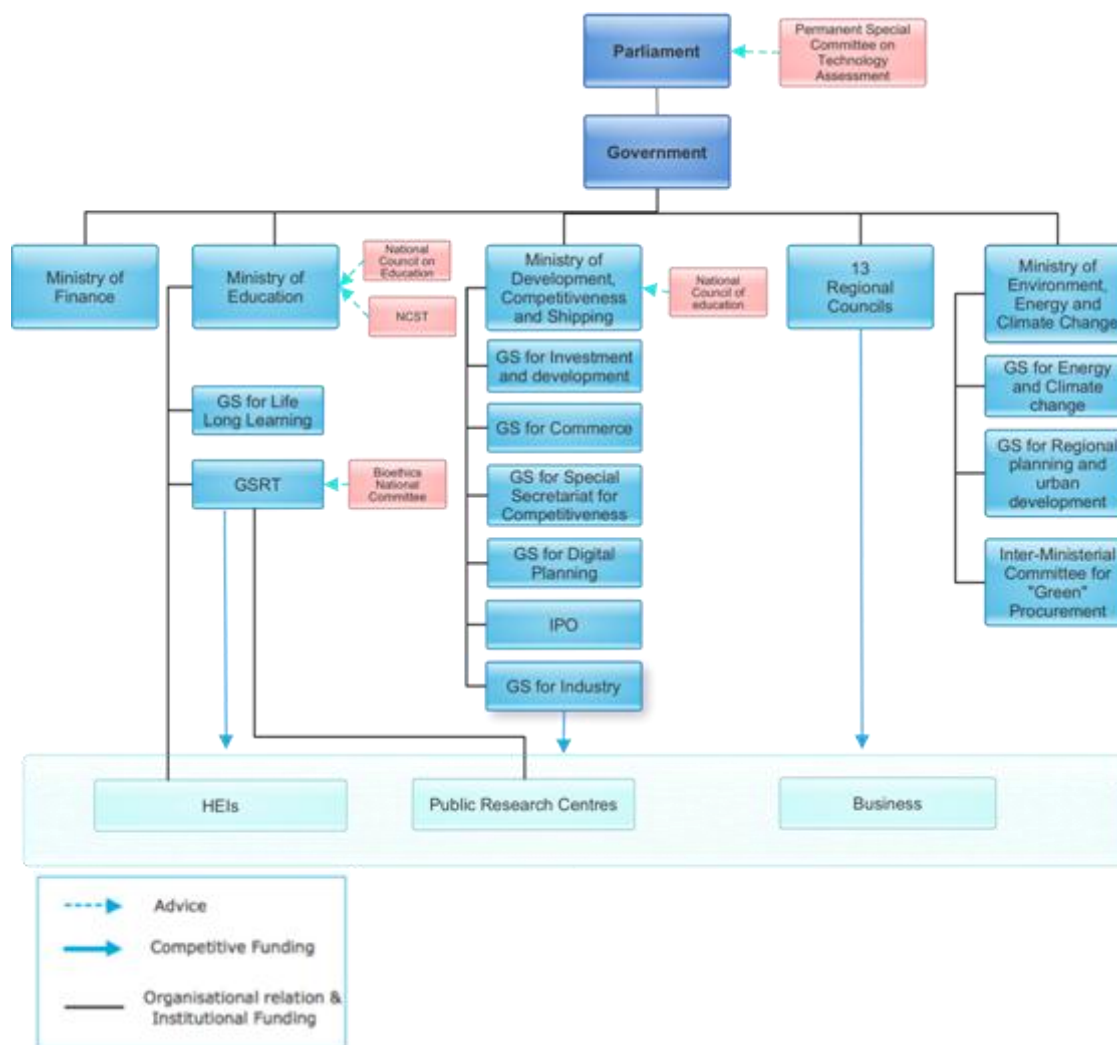 Parliament
Permanent Special
Committee on
Technology
Assessment
Government
Ministry of
Finance
Ministry of
Education
National
Council on
Education
NCST
Ministry of
Development,
Competitiveness
and Shipping
National
Council of
education
13
Regional
Councils
Ministry of
Environment,
Energy and
Climate Change
GS for Life
Long Learning
GSRT
Bioethics
National
Committee
GS for Investment
and development
GS for Commerce
GS for Special
Secretariat for
Competitiveness
GS for Digital
Planning
IPO
GS for Industry
GS for Energy
and Climate
change
GS for Regional
planning and
urban
development
Inter-Ministerial
Committee for
"Green"
Procurement
HEIs
Public Research Centres
Business
Advice
Competitive Funding
Organisational relation &
Institutional Funding